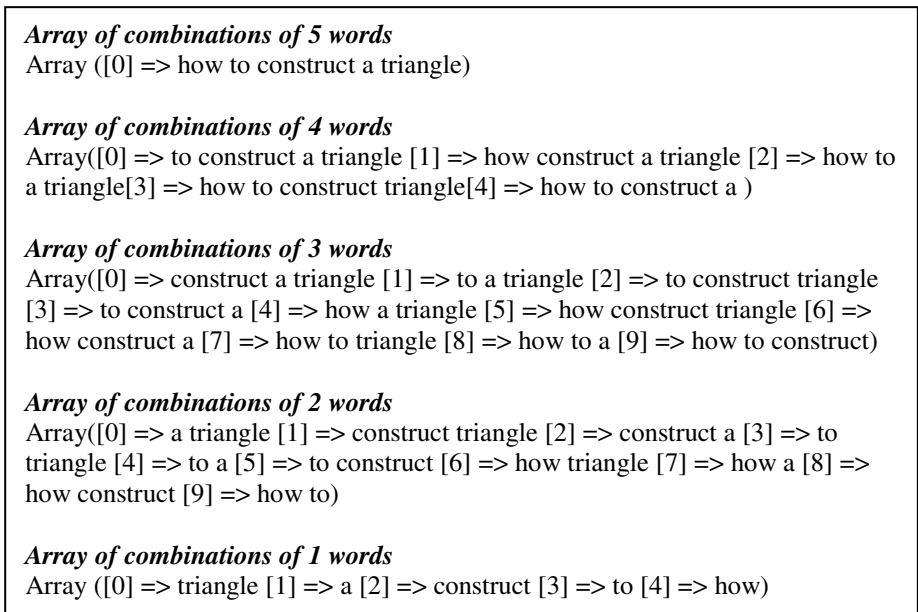 Array of combinations of 5 words
Array ([0] => how to construct a triangle)
Array of combinations of 4 words
Array([0] => to construct a triangle [1] => how construct a triangle [2] => how to
a triangle[3] => how to construct triangle[4] => how to construct a )
Array of combinations of 3 words
Array([0] => construct a triangle [1] => to a triangle [2] => to construct triangle
[3] => to construct a [4] => how a triangle [5] => how construct triangle [6] =>
how construct a [7] => how to triangle [8] => how to a [9] => how to construct)
Array of combinations of 2 words
Array([0] => a triangle [1] => construct triangle [2] => construct a [3] => to
triangle [4] => to a [5] => to construct [6] => how triangle [7] => how a [8] =>
how construct [9] => how to)
Array of combinations of 1 words
Array ([0] => triangle [1] => a [2] => construct [3] => to [4] => how)